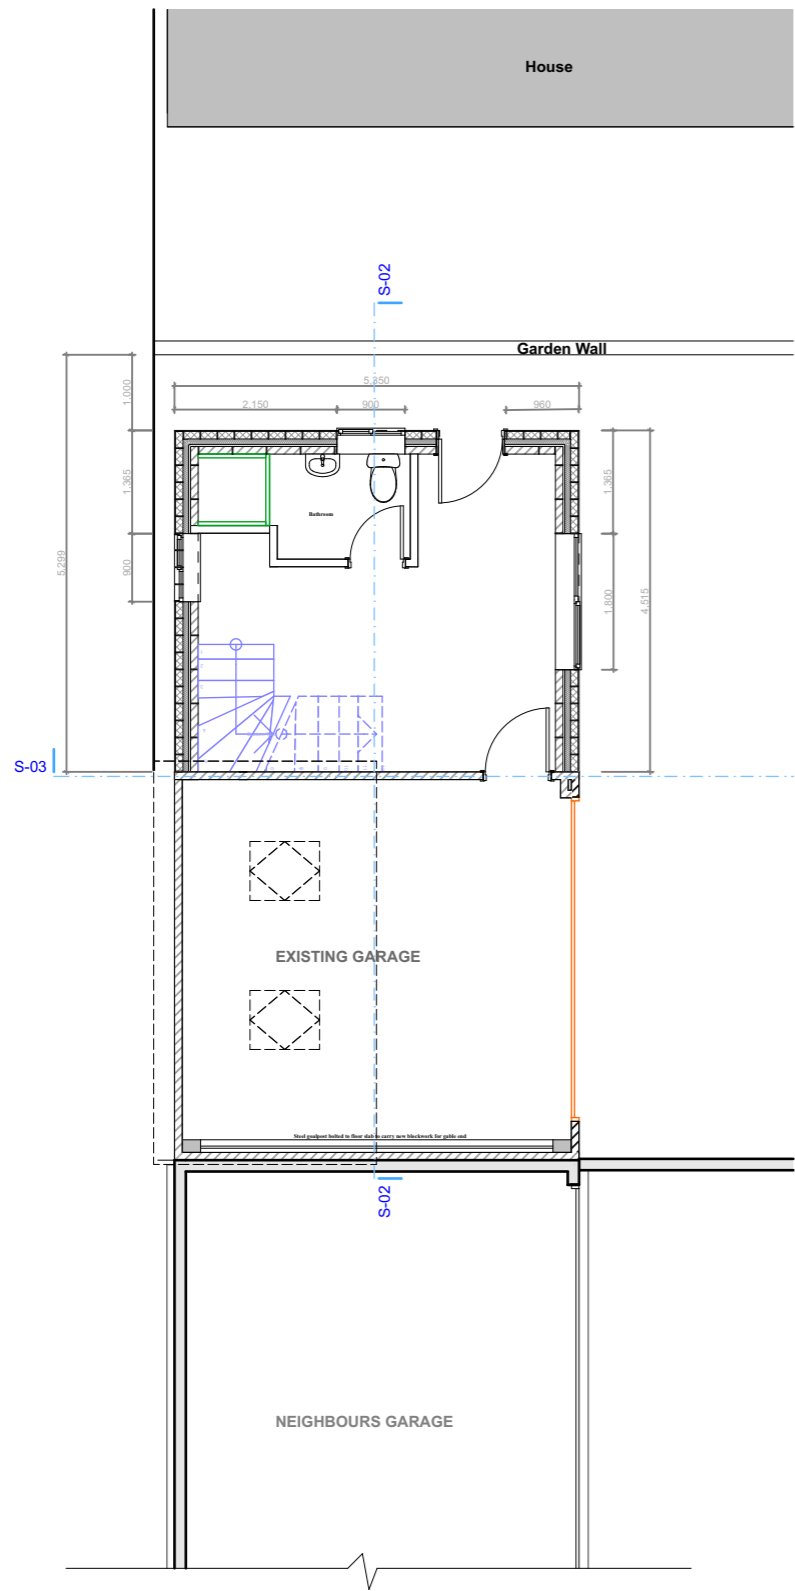 House
S-02
Garden Wall
5,350
2,150
900
960
1,000
1,365
1,365
Bathroom
5,299
900
1,800
4,515
S-03
EXISTING GARAGE
Steel goalpost bolted to floor slab to carry new blockwork for gable end
S-02
NEIGHBOURS GARAGE